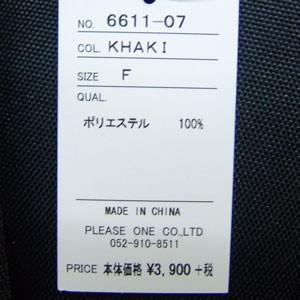 NO. 6611-07
COL. KHAKI
SIZE F
QUAL.
ポリエステル 100%
MADE IN CHINA
PLEASE ONE CO.,LTD
052-910-8511
PRICE 本体価格 ¥3,900 +税